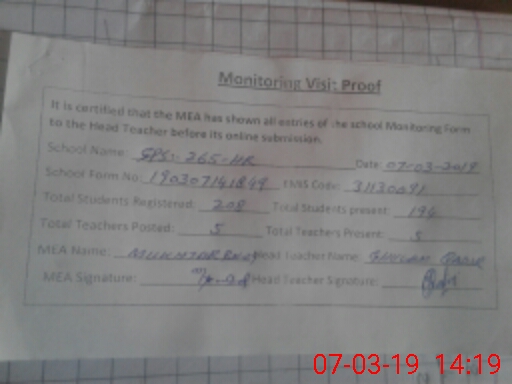 Monitoring Visit Proof
It is certified that the MEA has shown all entries of the school Monitoring Form
to the Head Teacher before its online submission.
School Name: GPS. 265-HR Date: 07-03-2019
School Form No: 190307141849 EMIS Code: 31130091
Total Students Registered: 208 Total Students present: 196
Total Teachers Posted: 5 Total Teachers Present: 5
MEA Name: MUKHTAR Head Teacher Name: GHULAM
MEA Signature: Head Teacher Signature:
07-03-19 14:19